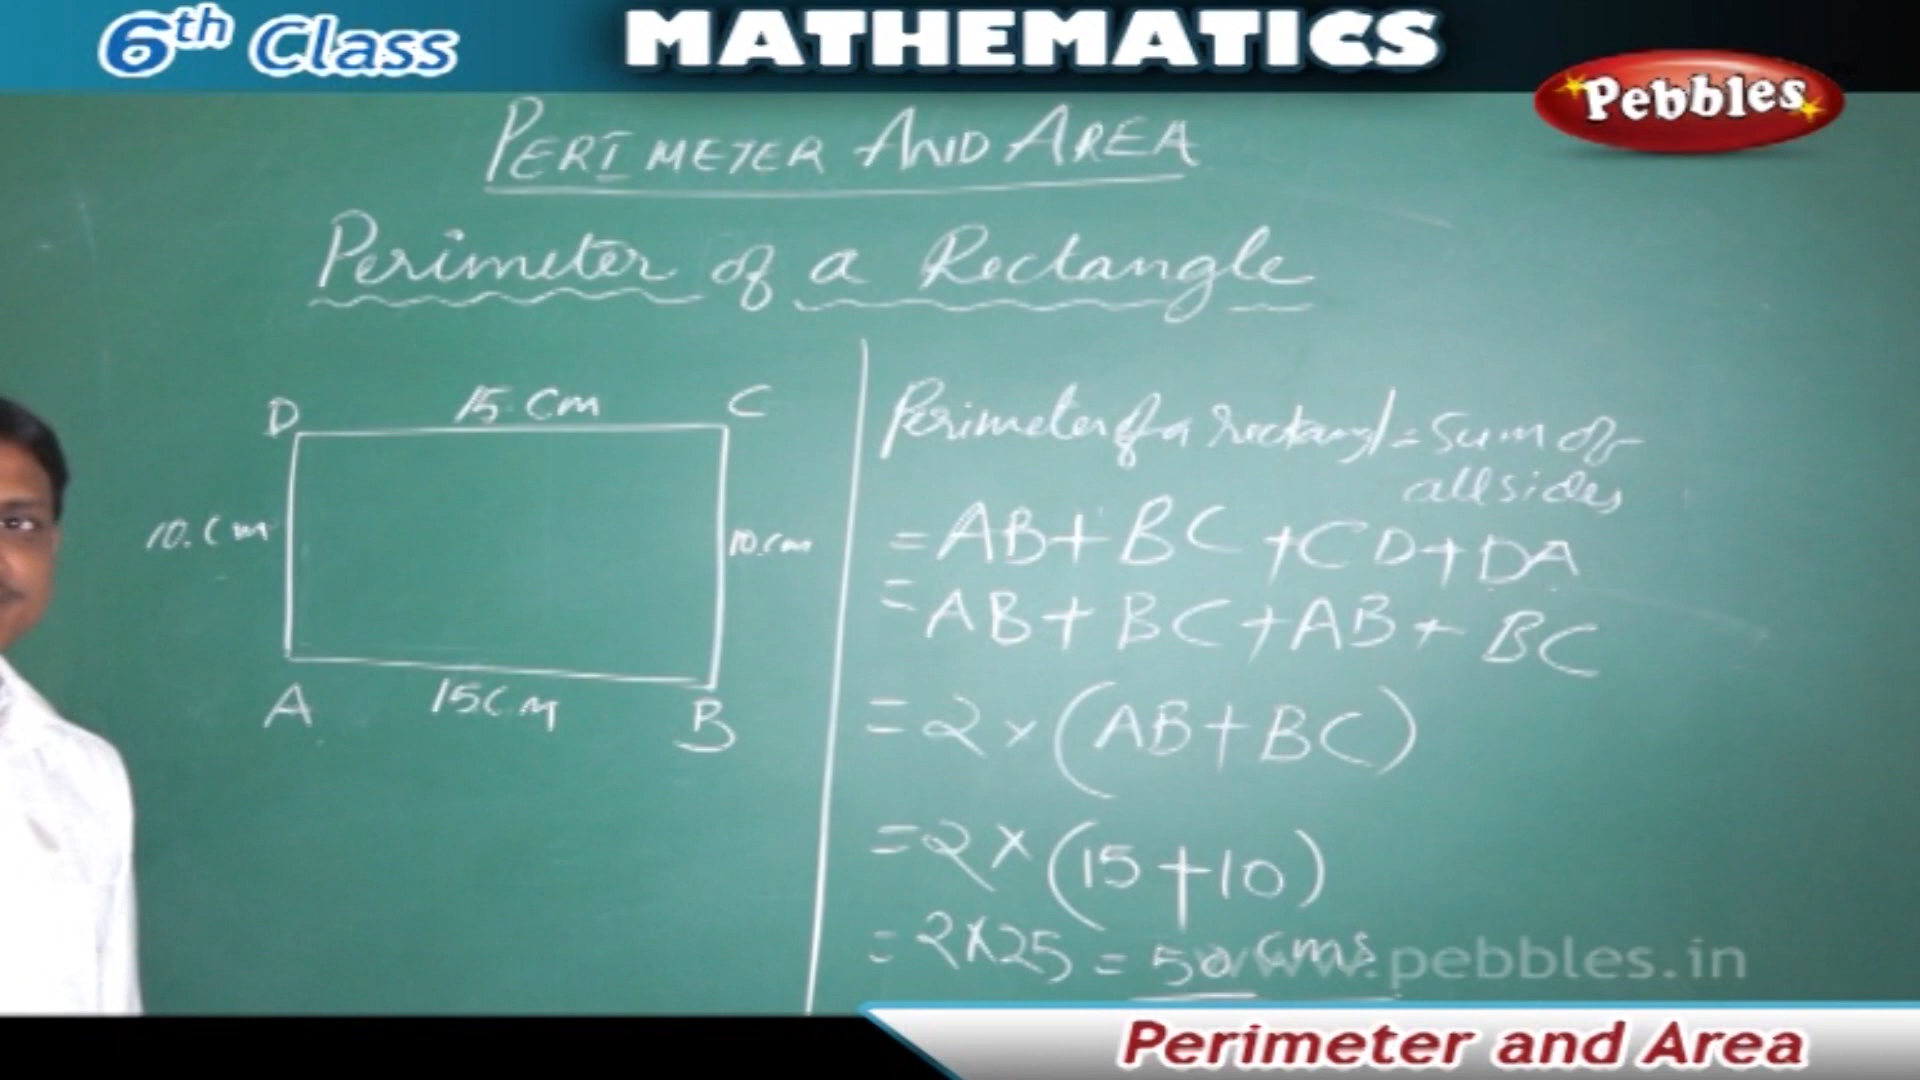 6th Class
MATHEMATICS
Pebbles
PERIMETER AND AREA
Perimeter of a Rectangle
D 15 Cm C
10. Cm
10.cm
A 15Cm B
Perimeter of a rectangl = Sum of
all sides
= AB + BC + CD + DA
= AB + BC + AB + BC
= 2 × (AB + BC)
= 2 × (15 + 10)
= 2 × 25 = 50 cms
www.pebbles.in
Perimeter and Area